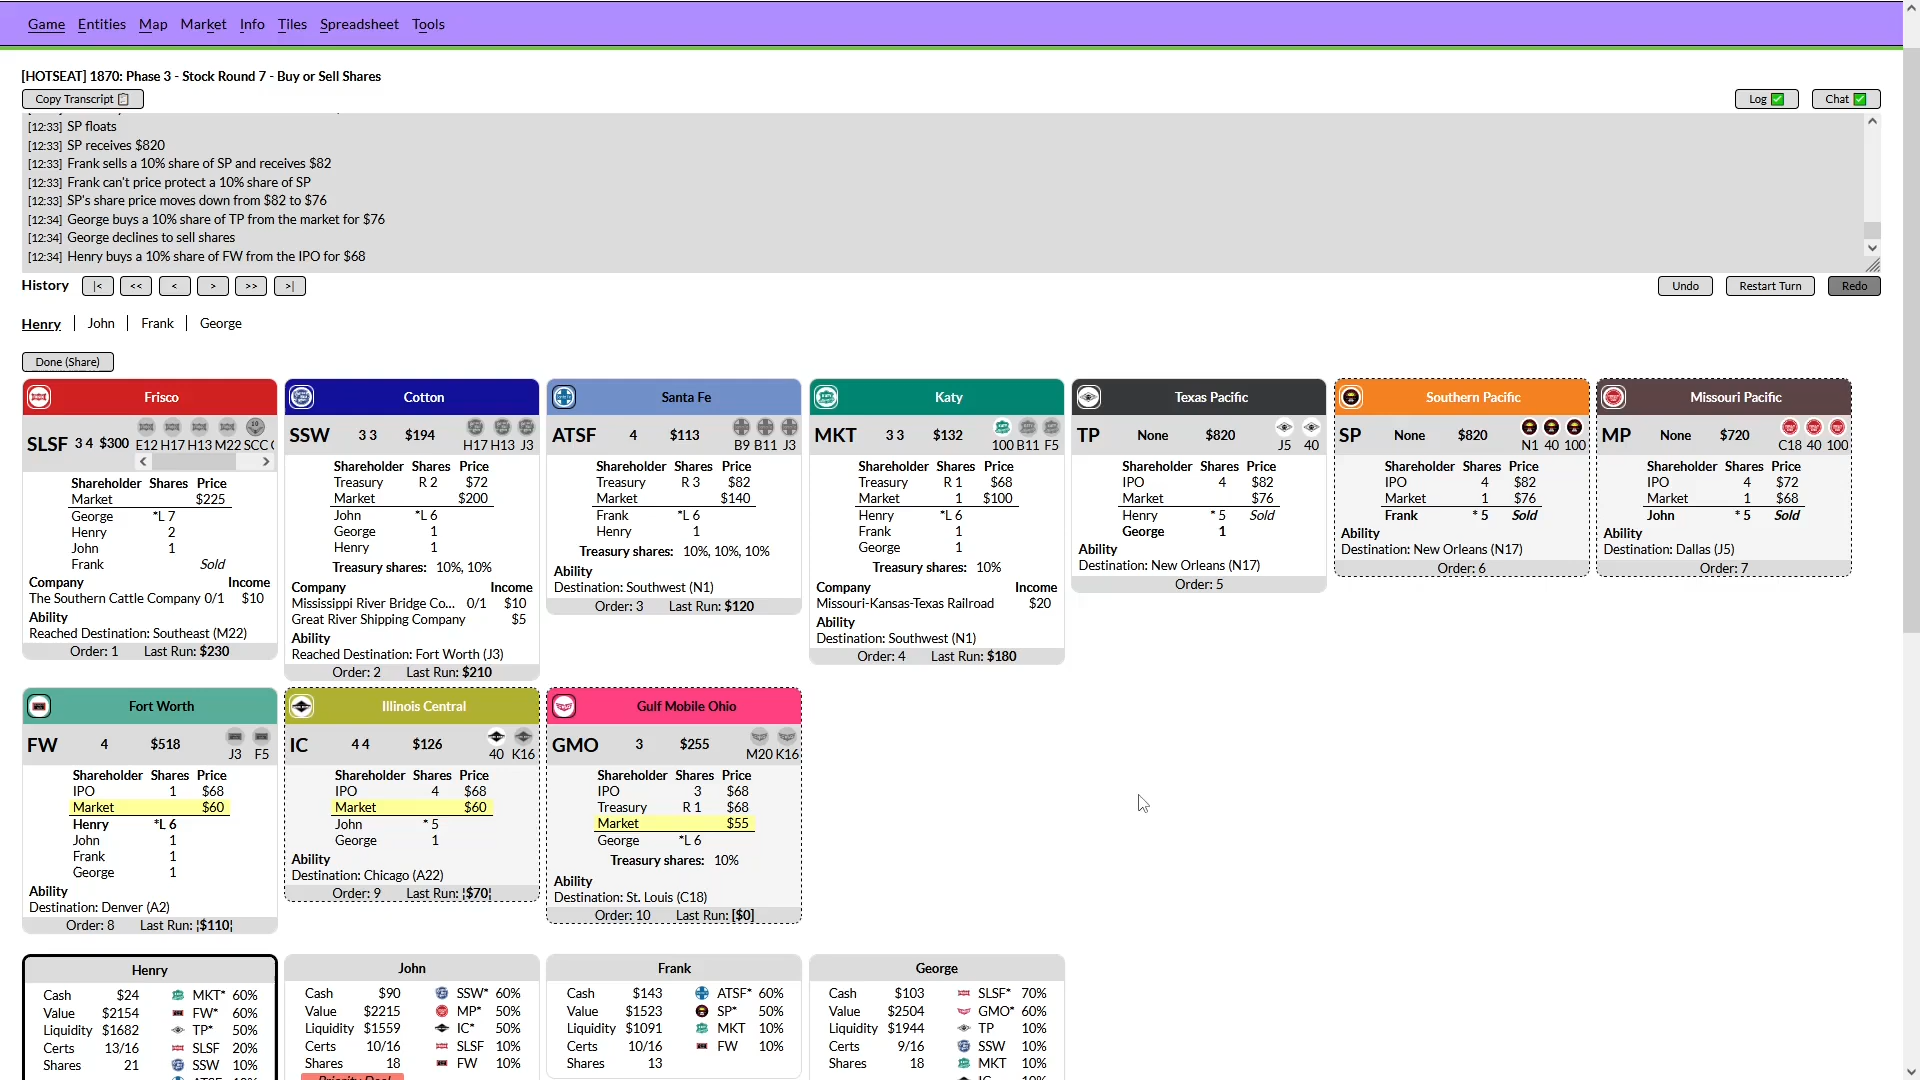 Game Entities Map Market Info Tiles Spreadsheet Tools
[HOTSEAT] 1870: Phase 3 - Stock Round 7 - Buy or Sell Shares
Copy Transcript Log Chat
[12:33] SP floats
[12:33] SP receives $820
[12:33] Frank sells a 10% share of SP and receives $82
[12:33] Frank can't price protect a 10% share of SP
[12:33] SP's share price moves down from $82 to $76
[12:34] George buys a 10% share of TP from the market for $76
[12:34] George declines to sell shares
[12:34] Henry buys a 10% share of FW from the IPO for $68
History |< << < > >> >| Undo Restart Turn Redo
Henry John Frank George
Done (Share)
Frisco
SLSF 3 4 $300 E12 H17 H13 M22 SCC
Shareholder Shares Price
Market $225
George *L 7
Henry 2
John 1
Frank Sold
Company Income
The Southern Cattle Company 0/1 $10
Ability
Reached Destination: Southeast (M22)
Order: 1 Last Run: $230
Cotton
SSW 3 3 $194 H17 H13 J3
Shareholder Shares Price
Treasury R 2 $72
Market $200
John *L 6
George 1
Henry 1
Treasury shares: 10%, 10%
Company Income
Mississippi River Bridge Co... 0/1 $10
Great River Shipping Company $5
Ability
Reached Destination: Fort Worth (J3)
Order: 2 Last Run: $210
Santa Fe
ATSF 4 $113 B9 B11 J3
Shareholder Shares Price
Treasury R 3 $82
Market $140
Frank *L 6
Henry 1
Treasury shares: 10%, 10%, 10%
Ability
Destination: Southwest (N1)
Order: 3 Last Run: $120
Katy
MKT 3 3 $132 100 B11 F5
Shareholder Shares Price
Treasury R 1 $68
Market 1 $100
Henry *L 6
Frank 1
George 1
Treasury shares: 10%
Company Income
Missouri-Kansas-Texas Railroad $20
Ability
Destination: Southwest (N1)
Order: 4 Last Run: $180
Texas Pacific
TP None $820 J5 40
Shareholder Shares Price
IPO 4 $82
Market $76
Henry * 5 Sold
George 1
Ability
Destination: New Orleans (N17)
Order: 5
Southern Pacific
SP None $820 N1 40 100
Shareholder Shares Price
IPO 4 $82
Market 1 $76
Frank * 5 Sold
Ability
Destination: New Orleans (N17)
Order: 6
Missouri Pacific
MP None $720 C18 40 100
Shareholder Shares Price
IPO 4 $72
Market 1 $68
John * 5 Sold
Ability
Destination: Dallas (J5)
Order: 7
Fort Worth
FW 4 $518 J3 F5
Shareholder Shares Price
IPO 1 $68
Market $60
Henry *L 6
John 1
Frank 1
George 1
Ability
Destination: Denver (A2)
Order: 8 Last Run: ¦$110¦
Illinois Central
IC 4 4 $126 40 K16
Shareholder Shares Price
IPO 4 $68
Market $60
John * 5
George 1
Ability
Destination: Chicago (A22)
Order: 9 Last Run: ¦$70¦
Gulf Mobile Ohio
GMO 3 $255 M20 K16
Shareholder Shares Price
IPO 3 $68
Treasury R 1 $68
Market $55
George *L 6
Treasury shares: 10%
Ability
Destination: St. Louis (C18)
Order: 10 Last Run: [$0]
Henry
Cash $24 MKT* 60%
Value $2154 FW* 60%
Liquidity $1682 TP* 50%
Certs 13/16 SLSF 20%
Shares 21 SSW 10%
John
Cash $90 SSW* 60%
Value $2215 MP* 50%
Liquidity $1559 IC* 50%
Certs 10/16 SLSF 10%
Shares 18 FW 10%
Priority Deal
Frank
Cash $143 ATSF* 60%
Value $1523 SP* 50%
Liquidity $1091 MKT 10%
Certs 10/16 FW 10%
Shares 13
George
Cash $103 SLSF* 70%
Value $2504 GMO* 60%
Liquidity $1944 TP 10%
Certs 9/16 SSW 10%
Shares 18 MKT 10%